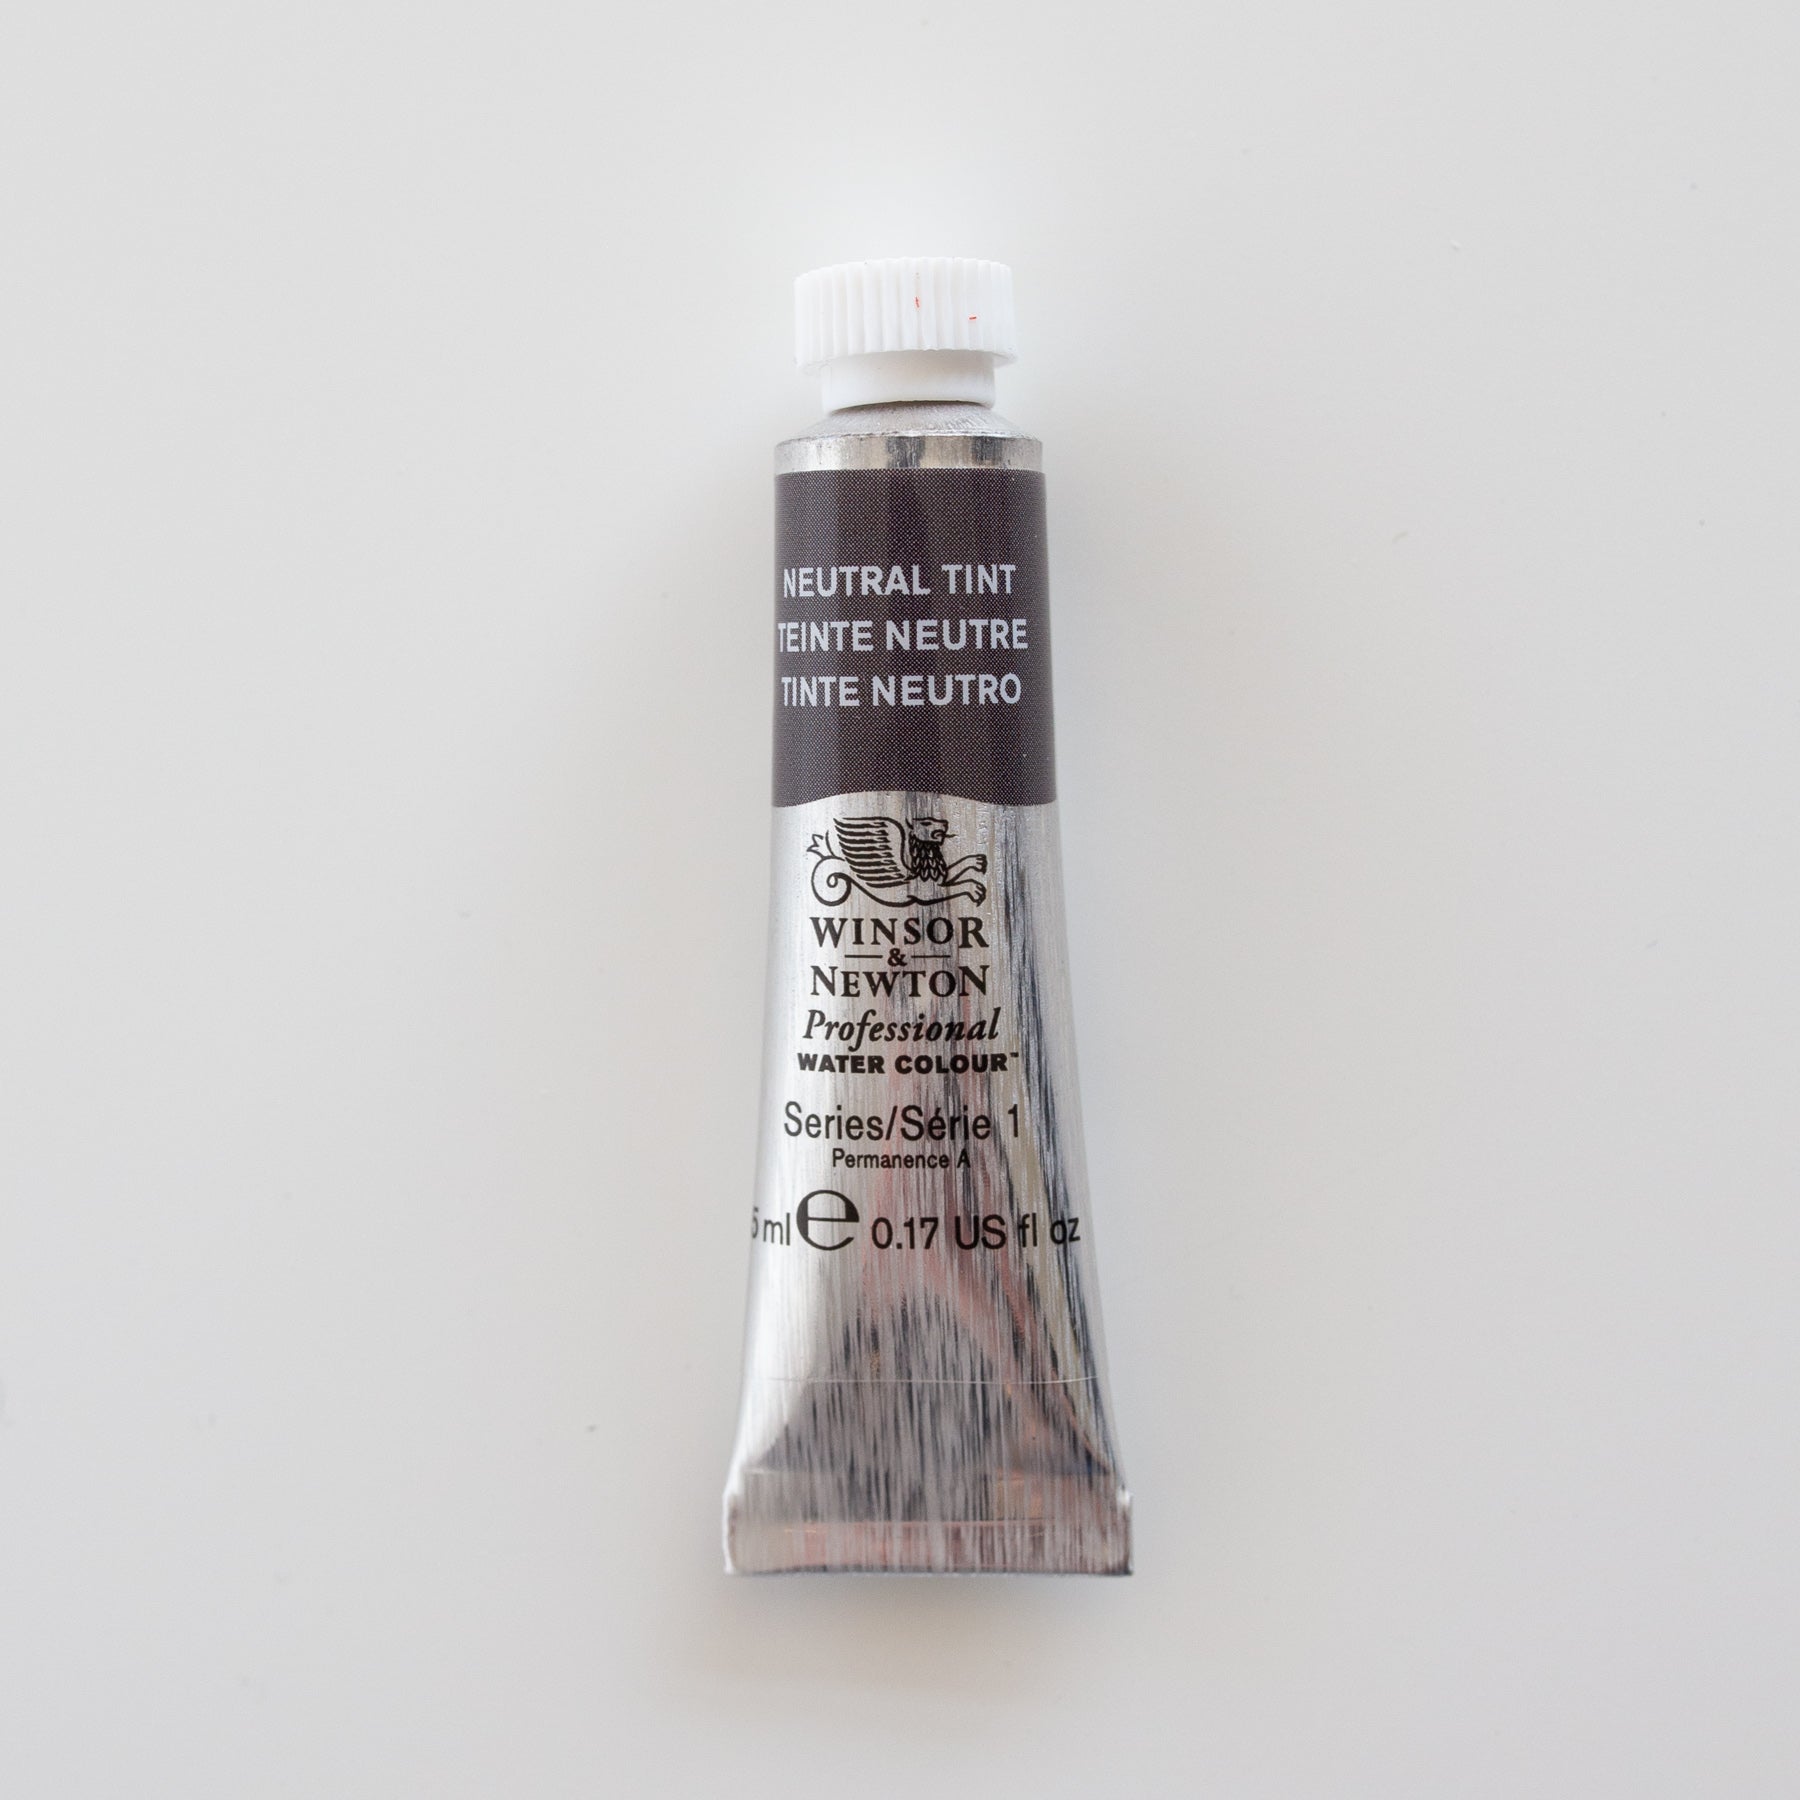 NEUTRAL TINT
TEINTE NEUTRE
TINTE NEUTRO
WINSOR
&
NEWTON
Professional
WATER COLOUR™
Series/Série 1
Permanence A
5 ml e 0.17 US fl oz